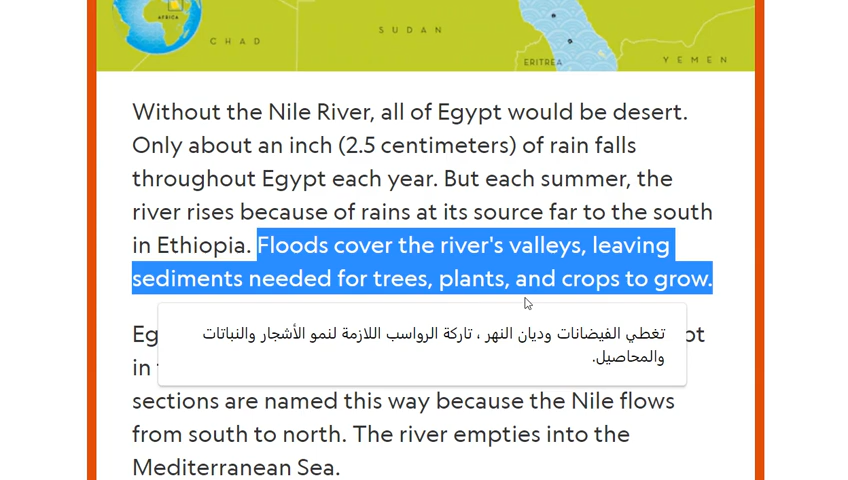 AFRICA
CHAD
SUDAN
ERITREA
YEMEN
Without the Nile River, all of Egypt would be desert.
Only about an inch (2.5 centimeters) of rain falls
throughout Egypt each year. But each summer, the
river rises because of rains at its source far to the south
in Ethiopia. Floods cover the river's valleys, leaving
sediments needed for trees, plants, and crops to grow.
تغطي الفيضانات وديان النهر ، تاركة الرواسب اللازمة لنمو الأشجار والنباتات
والمحاصيل.
in
sections are named this way because the Nile flows
from south to north. The river empties into the
Mediterranean Sea.